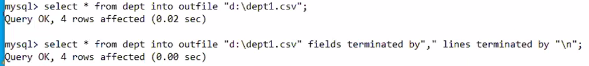 mysql> select * from dept into outfile "d:\dept1.csv";
Query OK, 4 rows affected (0.02 sec)
mysql> select * from dept into outfile "d:\dept1.csv" fields terminated by"," lines terminated by "\n";
Query OK, 4 rows affected (0.00 sec)